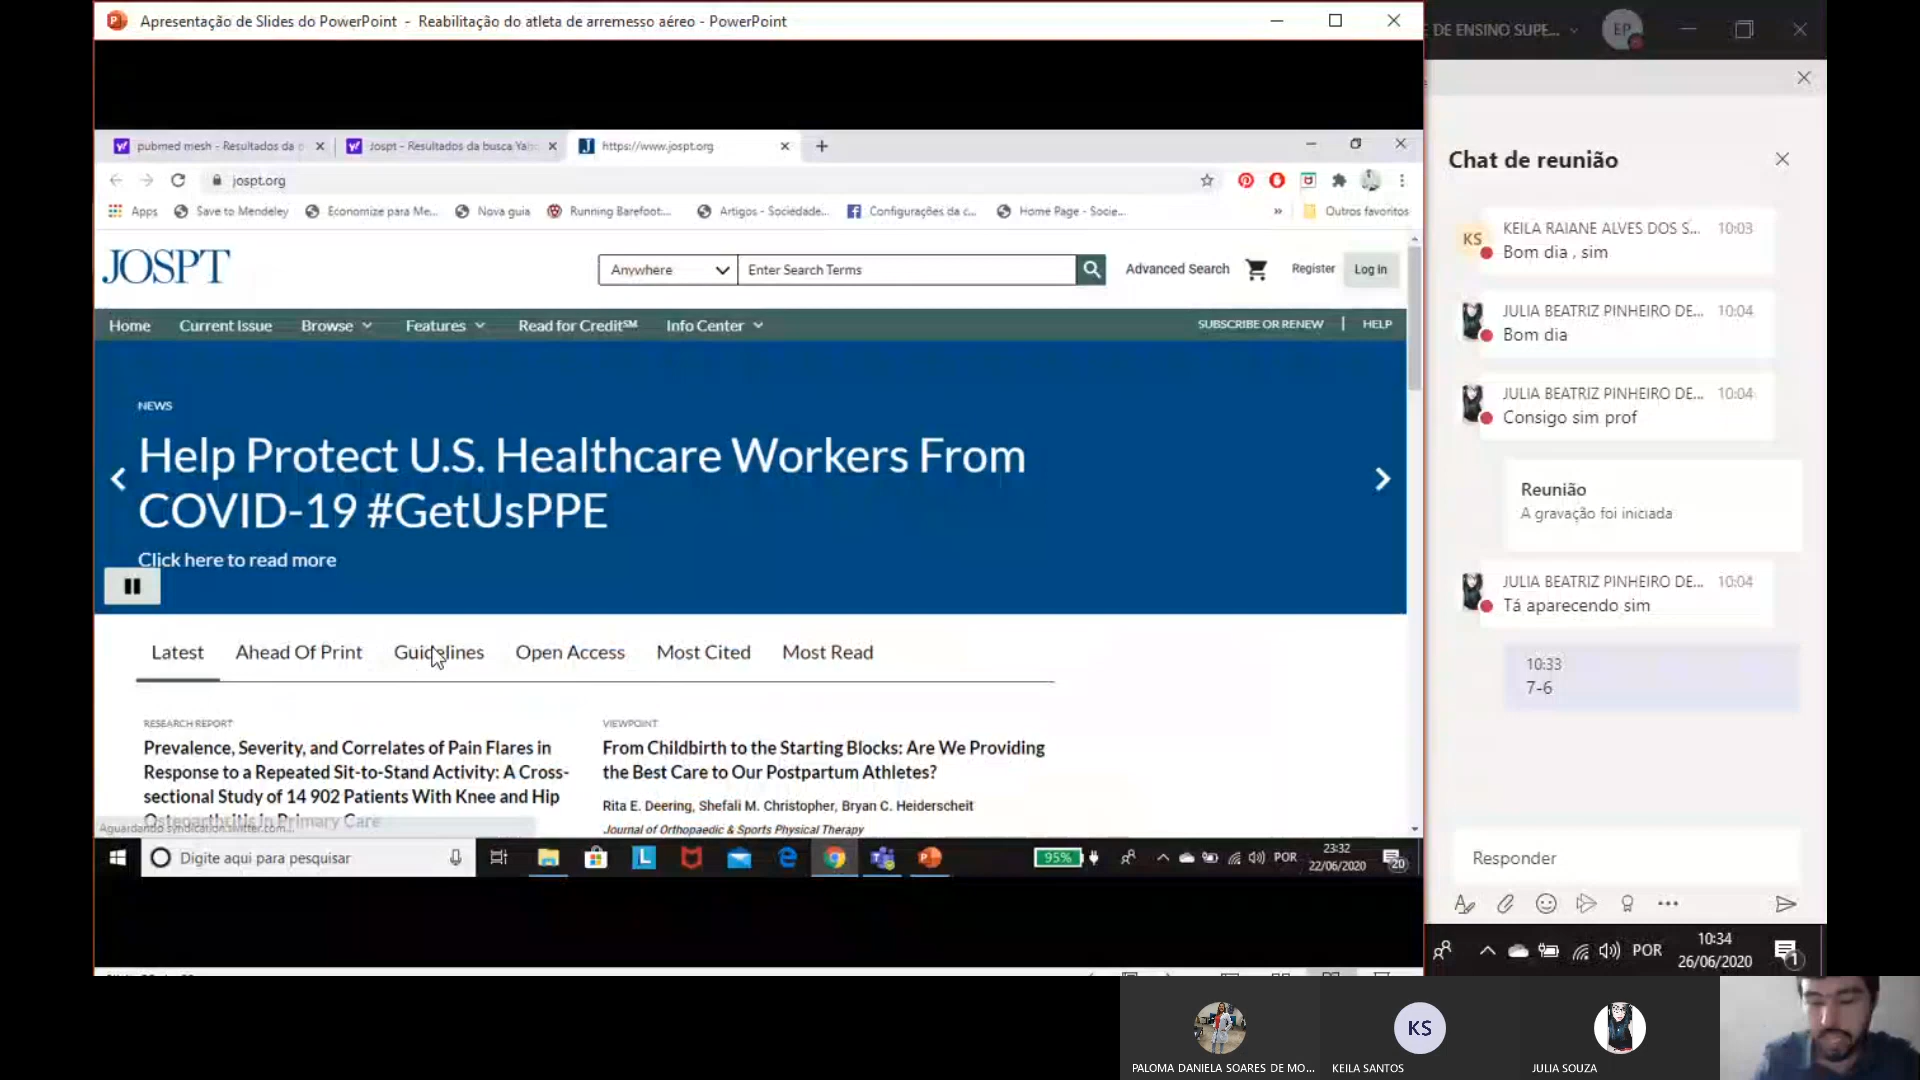 Apresentação de Slides do PowerPoint - Reabilitação do atleta de arremesso aéreo - PowerPoint
DE ENSINO SUPE...
EP
pubmed mesh - Resultados da
Jospt - Resultados da busca Yah
https://www.jospt.org
jospt.org
Apps
Save to Mendeley
Economize para Me...
Nova guia
Running Barefoot...
Artigos - Sociedade...
Configurações da c...
Home Page - Socie...
»
Outros favoritos
JOSPT
Anywhere
Enter Search Terms
Advanced Search
Register
Log in
Home
Current Issue
Browse
Features
Read for Credit℠
Info Center
SUBSCRIBE OR RENEW | HELP
NEWS
Help Protect U.S. Healthcare Workers From
COVID-19 #GetUsPPE
Click here to read more
Latest
Ahead Of Print
Guidelines
Open Access
Most Cited
Most Read
RESEARCH REPORT
Prevalence, Severity, and Correlates of Pain Flares in
Response to a Repeated Sit-to-Stand Activity: A Cross-
sectional Study of 14 902 Patients With Knee and Hip
Osteoarthritis in Primary Care
Aguardando syndication.twitter.com...
VIEWPOINT
From Childbirth to the Starting Blocks: Are We Providing
the Best Care to Our Postpartum Athletes?
Rita E. Deering, Shefali M. Christopher, Bryan C. Heiderscheit
Journal of Orthopaedic & Sports Physical Therapy
Digite aqui para pesquisar
L
95%
POR
23:32
22/06/2020
20
Chat de reunião
KS
KEILA RAIANE ALVES DOS S... 10:03
Bom dia , sim
JULIA BEATRIZ PINHEIRO DE... 10:04
Bom dia
JULIA BEATRIZ PINHEIRO DE... 10:04
Consigo sim prof
Reunião
A gravação foi iniciada
JULIA BEATRIZ PINHEIRO DE... 10:04
Tá aparecendo sim
10:33
7-6
Responder
POR
10:34
26/06/2020
1
PALOMA DANIELA SOARES DE MO...
KS
KEILA SANTOS
JULIA SOUZA